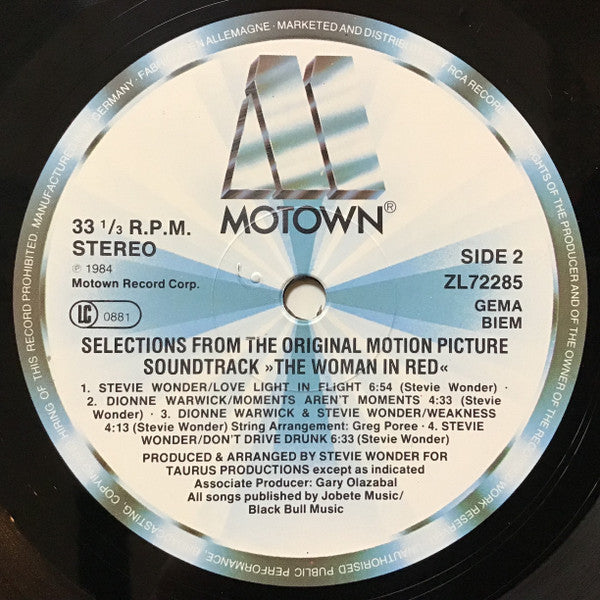 GERMANY · FABRIQUÉ EN ALLEMAGNE · MARKETED AND DISTRIBUTED BY RCA RECORD
RIGHTS OF THE PRODUCER AND OF THE OWNER OF THE
WORK RESERVED
UNAUTHORISED PUBLIC PERFORMANCE, BROADCASTING, COPYING
HIRING OF THIS RECORD PROHIBITED. MANUFACTURE
MOTOWN®
33 1/3 R.P.M.
STEREO
℗ 1984
Motown Record Corp.
LC 0881
SIDE 2
ZL72285
GEMA
BIEM
SELECTIONS FROM THE ORIGINAL MOTION PICTURE
SOUNDTRACK »THE WOMAN IN RED«
1. STEVIE WONDER/LOVE LIGHT IN FLIGHT 6:54 (Stevie Wonder) ·
2. DIONNE WARWICK/MOMENTS AREN'T MOMENTS 4:33 (Stevie
Wonder) · 3. DIONNE WARWICK & STEVIE WONDER/WEAKNESS
4:13 (Stevie Wonder) String Arrangement: Greg Poree · 4. STEVIE
WONDER/DON'T DRIVE DRUNK 6:33 (Stevie Wonder)
PRODUCED & ARRANGED BY STEVIE WONDER FOR
TAURUS PRODUCTIONS except as indicated
Associate Producer: Gary Olazabal
All songs published by Jobete Music/
Black Bull Music